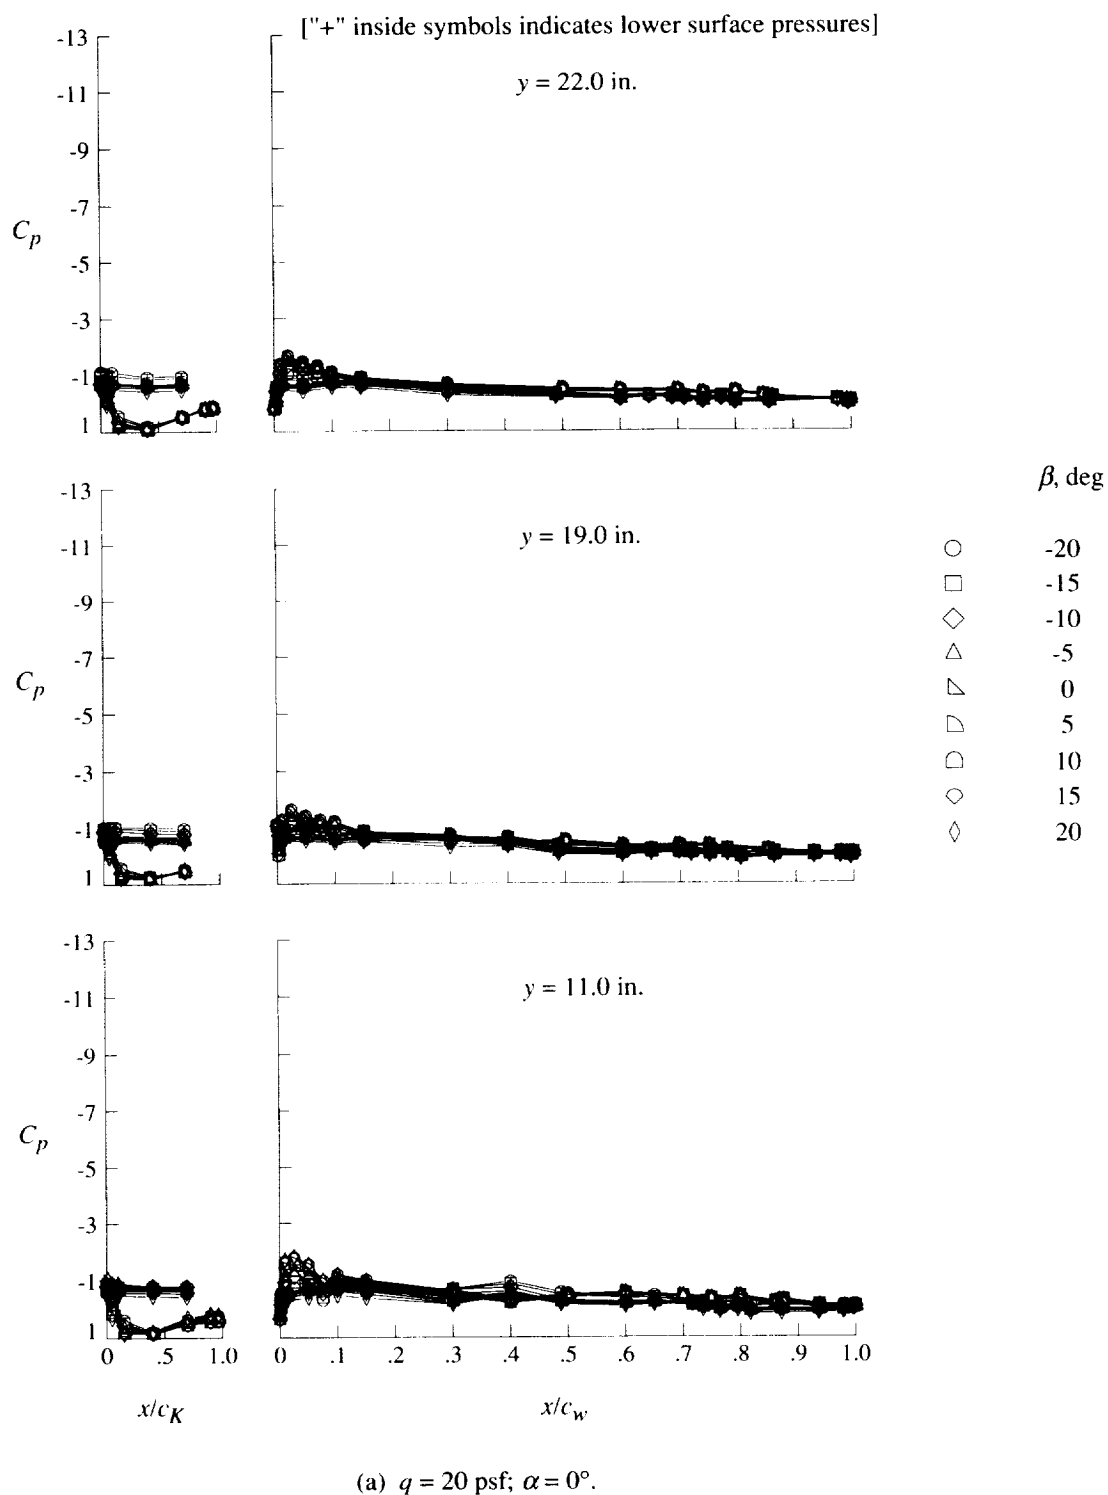 ["+" inside symbols indicates lower surface pressures]
y = 22.0 in.
-13
-11
-9
-7
-5
-3
-1
1
C_p
y = 19.0 in.
-13
-11
-9
-7
-5
-3
-1
1
C_p
β, deg
-20
-15
-10
-5
0
5
10
15
20
y = 11.0 in.
-13
-11
-9
-7
-5
-3
-1
1
C_p
0 .5 1.0
x/c_K
0 .1 .2 .3 .4 .5 .6 .7 .8 .9 1.0
x/c_w
(a) q = 20 psf; α = 0°.